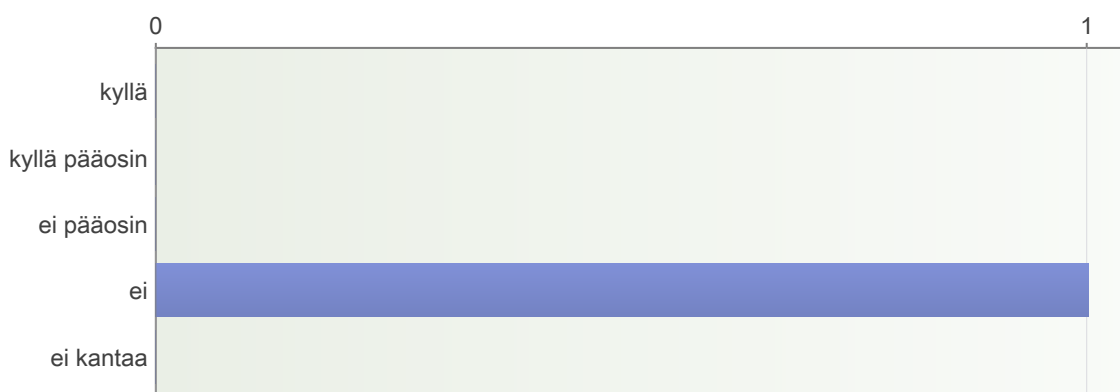 0 1
kyllä
kyllä pääosin
ei pääosin
ei
ei kantaa